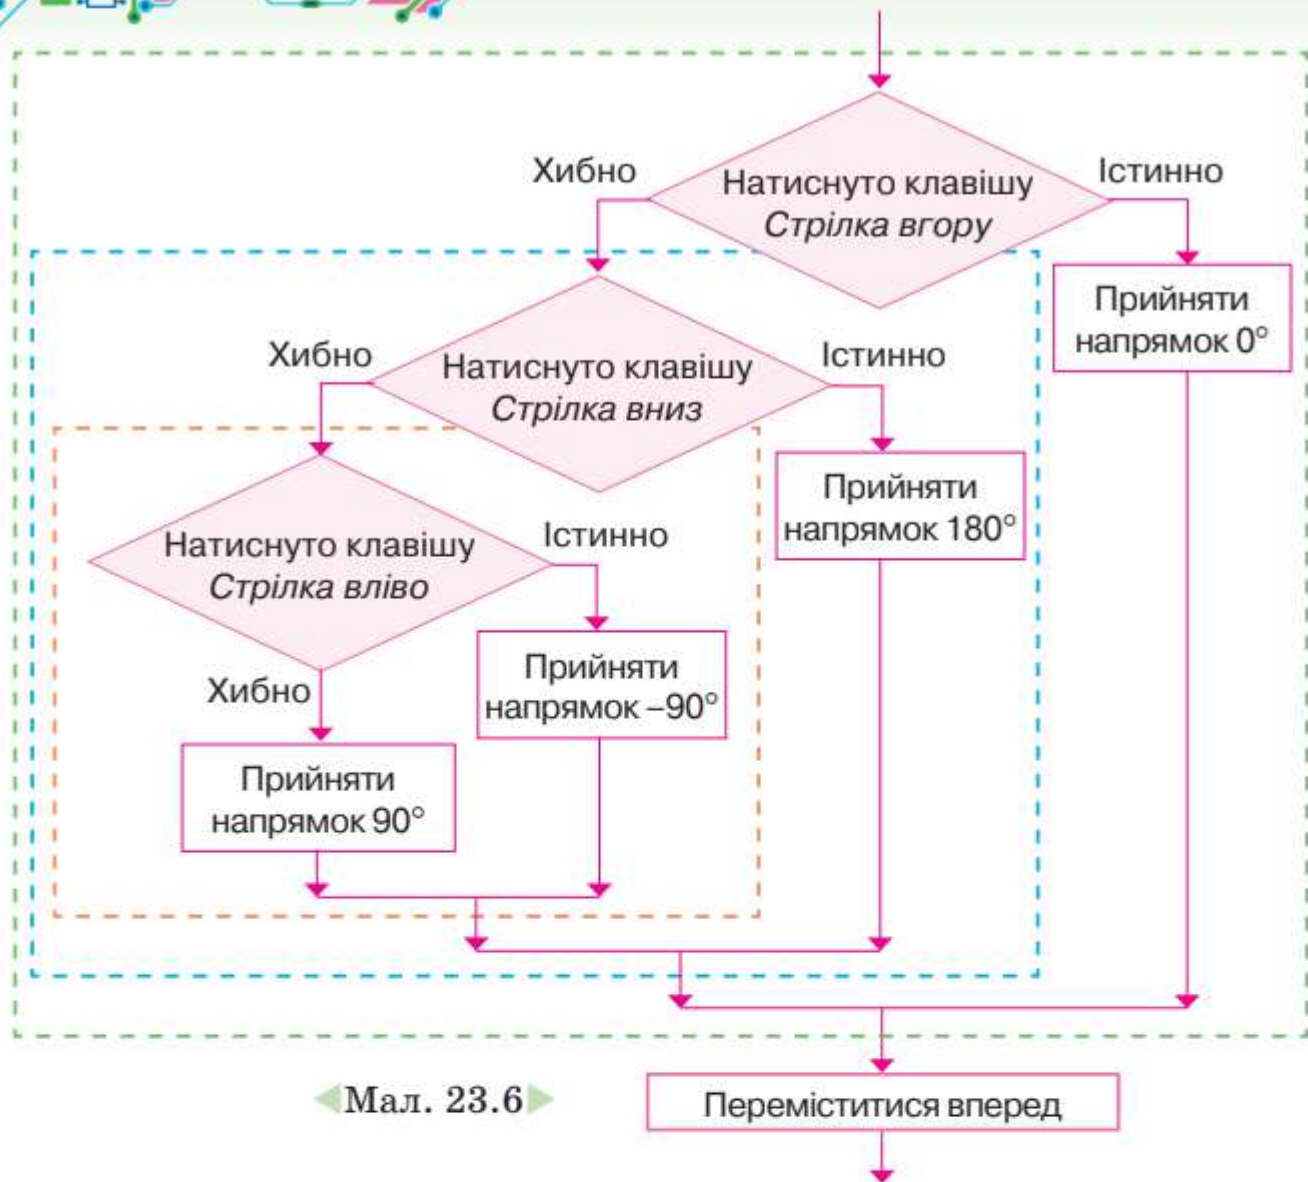 Хибно
Натиснуто клавішу
Стрілка вгору
Істинно
Прийняти
напрямок 0°
Хибно
Натиснуто клавішу
Стрілка вниз
Істинно
Прийняти
напрямок 180°
Натиснуто клавішу
Стрілка вліво
Істинно
Прийняти
напрямок –90°
Хибно
Прийняти
напрямок 90°
Мал. 23.6
Переміститися вперед